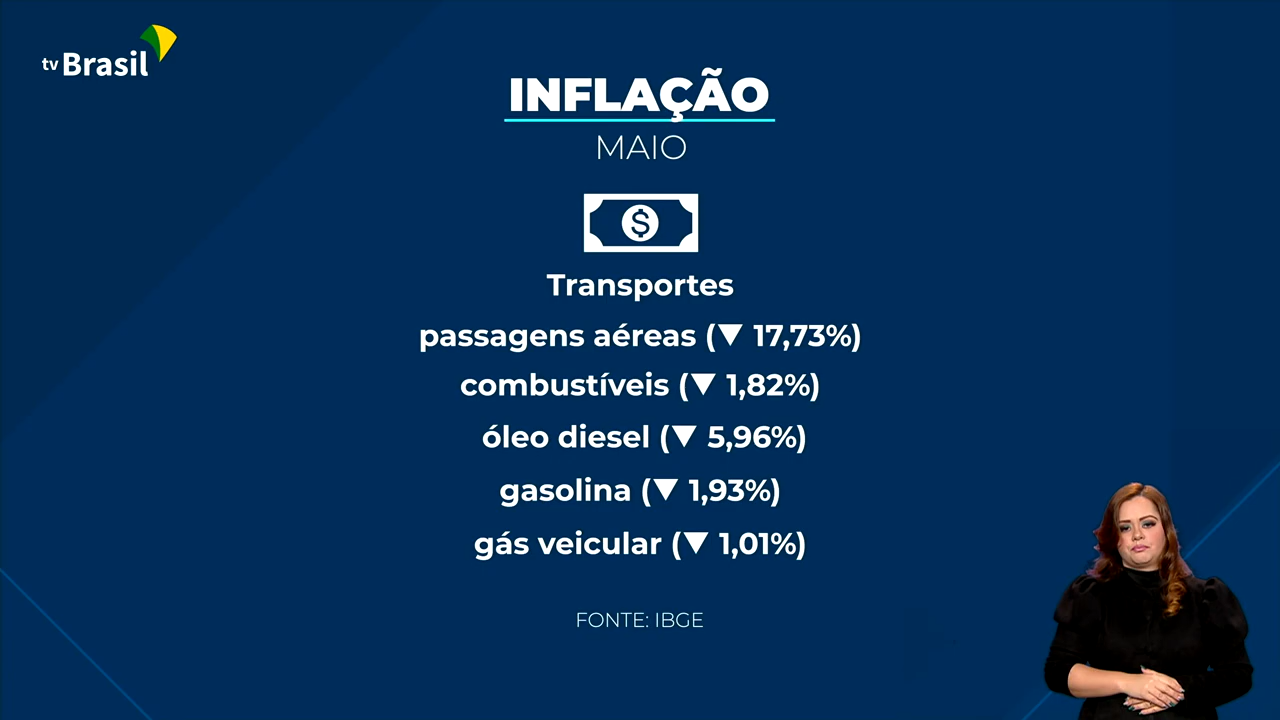 tv Brasil
INFLAÇÃO
MAIO
$
Transportes
passagens aéreas (▼ 17,73%)
combustíveis (▼ 1,82%)
óleo diesel (▼ 5,96%)
gasolina (▼ 1,93%)
gás veicular (▼ 1,01%)
FONTE: IBGE